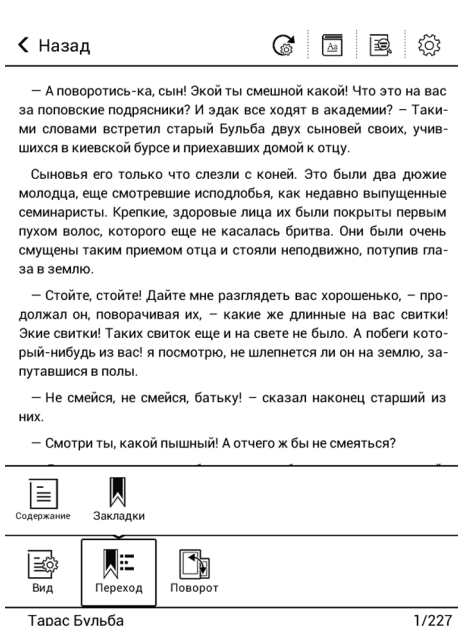 Назад
Aa
— А поворотись-ка, сын! Экой ты смешной какой! Что это на вас
за поповские подрясники? И эдак все ходят в академии? – Таки-
ми словами встретил старый Бульба двух сыновей своих, учив-
шихся в киевской бурсе и приехавших домой к отцу.
Сыновья его только что слезли с коней. Это были два дюжие
молодца, еще смотревшие исподлобья, как недавно выпущенные
семинаристы. Крепкие, здоровые лица их были покрыты первым
пухом волос, которого еще не касалась бритва. Они были очень
смущены таким приемом отца и стояли неподвижно, потупив гла-
за в землю.
— Стойте, стойте! Дайте мне разглядеть вас хорошенько, – про-
должал он, поворачивая их, – какие же длинные на вас свитки!
Экие свитки! Таких свиток еще и на свете не было. А побеги кото-
рый-нибудь из вас! я посмотрю, не шлепнется ли он на землю, за-
путавшися в полы.
— Не смейся, не смейся, батьку! – сказал наконец старший из
них.
— Смотри ты, какой пышный! А отчего ж бы не смеяться?
Содержание Закладки
Вид Переход Поворот
Тарас Бульба 1/227